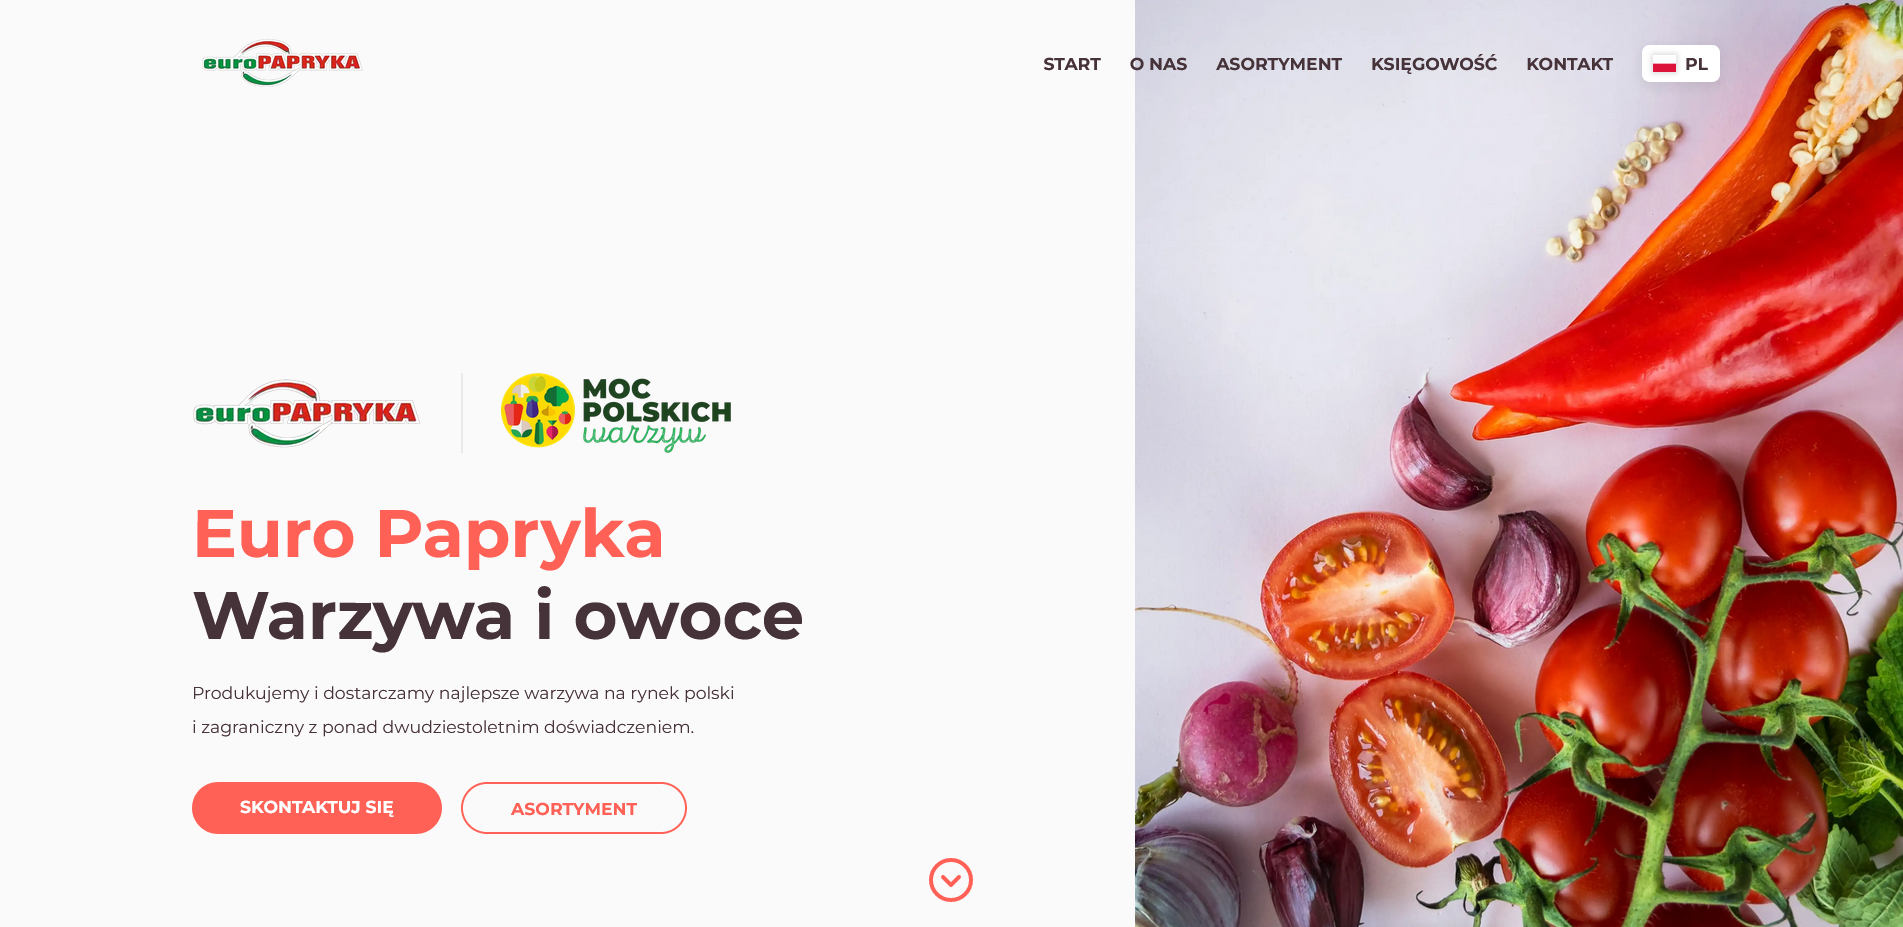 euroPAPRYKA
START O NAS ASORTYMENT KSIĘGOWOŚĆ KONTAKT PL
euroPAPRYKA
MOC
POLSKICH
warzyw
Euro Papryka
Warzywa i owoce
Produkujemy i dostarczamy najlepsze warzywa na rynek polski
i zagraniczny z ponad dwudziestoletnim doświadczeniem.
SKONTAKTUJ SIĘ ASORTYMENT